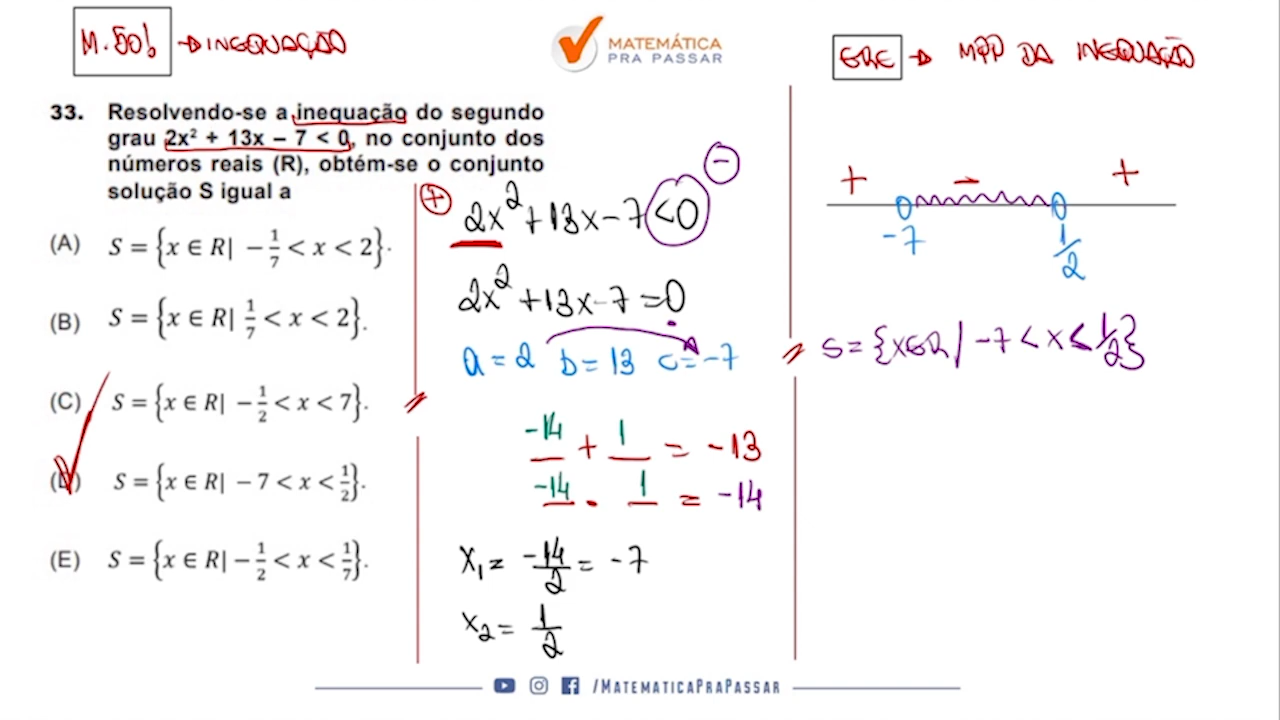 M. 50!
→ INEQUAÇÃO
MATEMÁTICA
PRA PASSAR
→ MPP DA INEQUAÇÃO
33. Resolvendo-se a inequação do segundo
grau 2x² + 13x – 7 < 0, no conjunto dos
números reais (R), obtém-se o conjunto
solução S igual a
(A) S = {x ∈ R| −1/7 < x < 2}.
(B) S = {x ∈ R| 1/7 < x < 2}.
(C) S = {x ∈ R| −1/2 < x < 7}.
(D) S = {x ∈ R| −7 < x < 1/2}.
(E) S = {x ∈ R| −1/2 < x < 1/7}.
−
+ 2x² + 13x − 7 < 0
2x² + 13x − 7 = 0
a = 2 b = 13 c = −7
−14 + 1 = −13
−14 . 1 = −14
x₁ = −14/2 = −7
x₂ = 1/2
+ − +
−7 1/2
S = {x ∈ R | −7 < x < 1/2}
/MATEMATICAPRAPASSAR